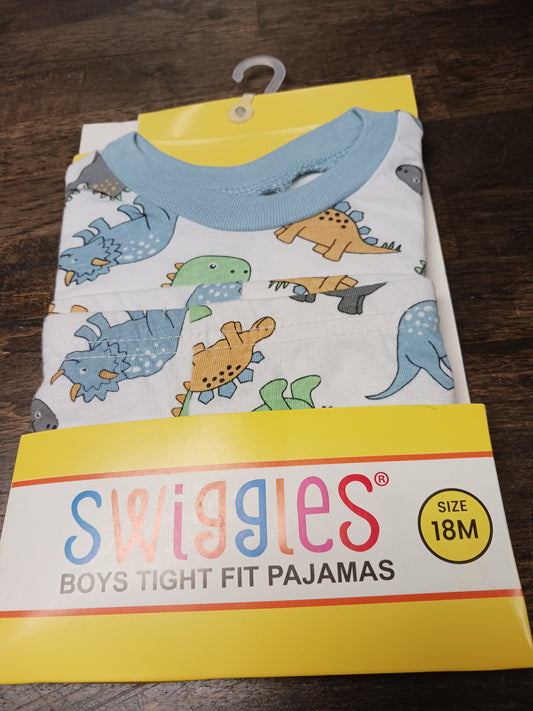 SwiggleS®
BOYS TIGHT FIT PAJAMAS
SIZE
18M